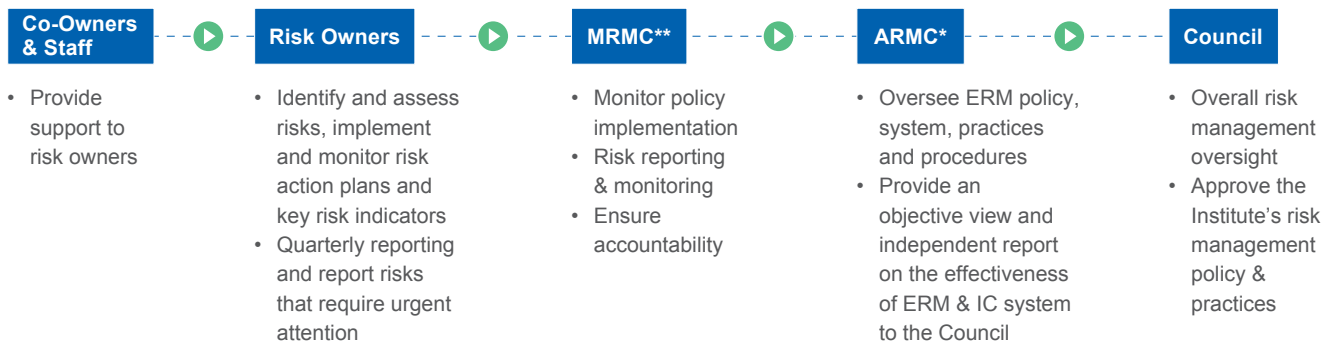 Co-Owners
& Staff
• Provide
support to
risk owners
Risk Owners
• Identify and assess
risks, implement
and monitor risk
action plans and
key risk indicators
• Quarterly reporting
and report risks
that require urgent
attention
MRMC**
• Monitor policy
implementation
• Risk reporting
& monitoring
• Ensure
accountability
ARMC*
• Oversee ERM policy,
system, practices
and procedures
• Provide an
objective view and
independent report
on the effectiveness
of ERM & IC system
to the Council
Council
• Overall risk
management
oversight
• Approve the
Institute’s risk
management
policy &
practices